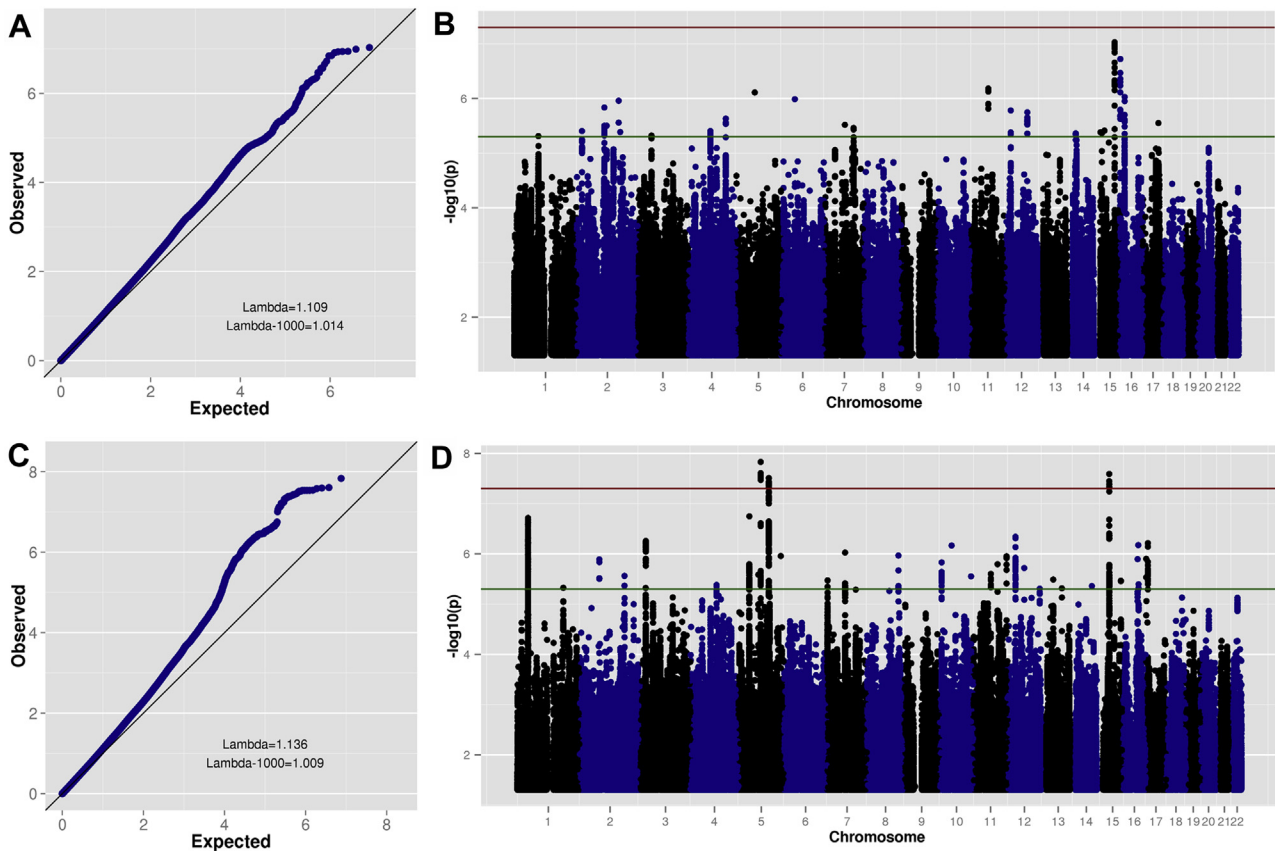 A
Observed
6
4
2
0
Lambda=1.109
Lambda-1000=1.014
0 2 4 6
Expected
B
-log10(p)
6
4
2
1 2 3 4 5 6 7 8 9 10 11 12 13 14 15 16 17 18 19 20 21 22
Chromosome
C
Observed
8
6
4
2
0
Lambda=1.136
Lambda-1000=1.009
0 2 4 6 8
Expected
D
-log10(p)
8
6
4
2
1 2 3 4 5 6 7 8 9 10 11 12 13 14 15 16 17 18 19 20 21 22
Chromosome